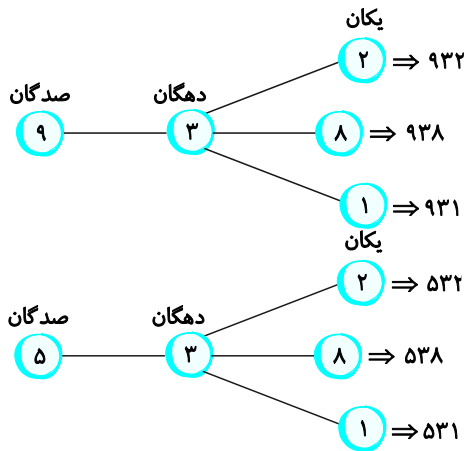 یکان
۲ ⇒ ۹۳۲
صدگان دهگان
۹ ۳ ۸ ⇒ ۹۳۸
۱ ⇒ ۹۳۱
یکان
۲ ⇒ ۵۳۲
صدگان دهگان
۵ ۳ ۸ ⇒ ۵۳۸
۱ ⇒ ۵۳۱